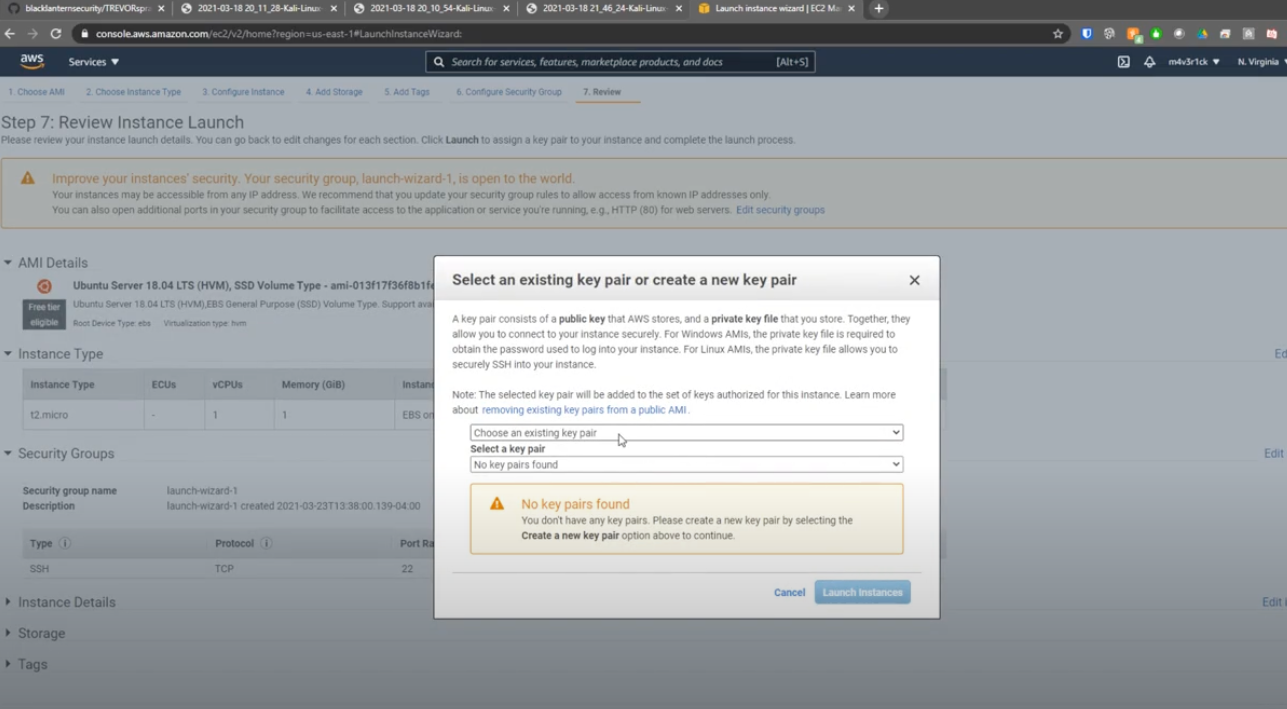 blacklanternsecurity/TREVORspra
2021-03-18 20_11_28-Kali-Linux-
2021-03-18 20_10_54-Kali-Linux-
2021-03-18 21_46_24-Kali-Linux-
Launch instance wizard | EC2 Ma
console.aws.amazon.com/ec2/v2/home?region=us-east-1#LaunchInstanceWizard:
aws
Services
Search for services, features, marketplace products, and docs
[Alt+S]
m4v3r1ck
N. Virginia
1. Choose AMI
2. Choose Instance Type
3. Configure Instance
4. Add Storage
5. Add Tags
6. Configure Security Group
7. Review
Step 7: Review Instance Launch
Please review your instance launch details. You can go back to edit changes for each section. Click Launch to assign a key pair to your instance and complete the launch process.
Improve your instances' security. Your security group, launch-wizard-1, is open to the world.
Your instances may be accessible from any IP address. We recommend that you update your security group rules to allow access from known IP addresses only.
You can also open additional ports in your security group to facilitate access to the application or service you're running, e.g., HTTP (80) for web servers. Edit security groups
AMI Details
Ubuntu Server 18.04 LTS (HVM), SSD Volume Type - ami-013f17f36f8b1fe
Free tier
eligible
Ubuntu Server 18.04 LTS (HVM),EBS General Purpose (SSD) Volume Type. Support ava
Root Device Type: ebs
Virtualization type: hvm
Instance Type
Ed
Instance Type
ECUs
vCPUs
Memory (GiB)
Instan
t2.micro
-
1
1
EBS on
Security Groups
Edit
Security group name
launch-wizard-1
Description
launch-wizard-1 created 2021-03-23T13:38:00.139-04:00
Type
Protocol
Port Ra
SSH
TCP
22
Instance Details
Edit i
Storage
Tags
Select an existing key pair or create a new key pair
A key pair consists of a public key that AWS stores, and a private key file that you store. Together, they
allow you to connect to your instance securely. For Windows AMIs, the private key file is required to
obtain the password used to log into your instance. For Linux AMIs, the private key file allows you to
securely SSH into your instance.
Note: The selected key pair will be added to the set of keys authorized for this instance. Learn more
about removing existing key pairs from a public AMI.
Choose an existing key pair
Select a key pair
No key pairs found
No key pairs found
You don't have any key pairs. Please create a new key pair by selecting the
Create a new key pair option above to continue.
Cancel
Launch Instances